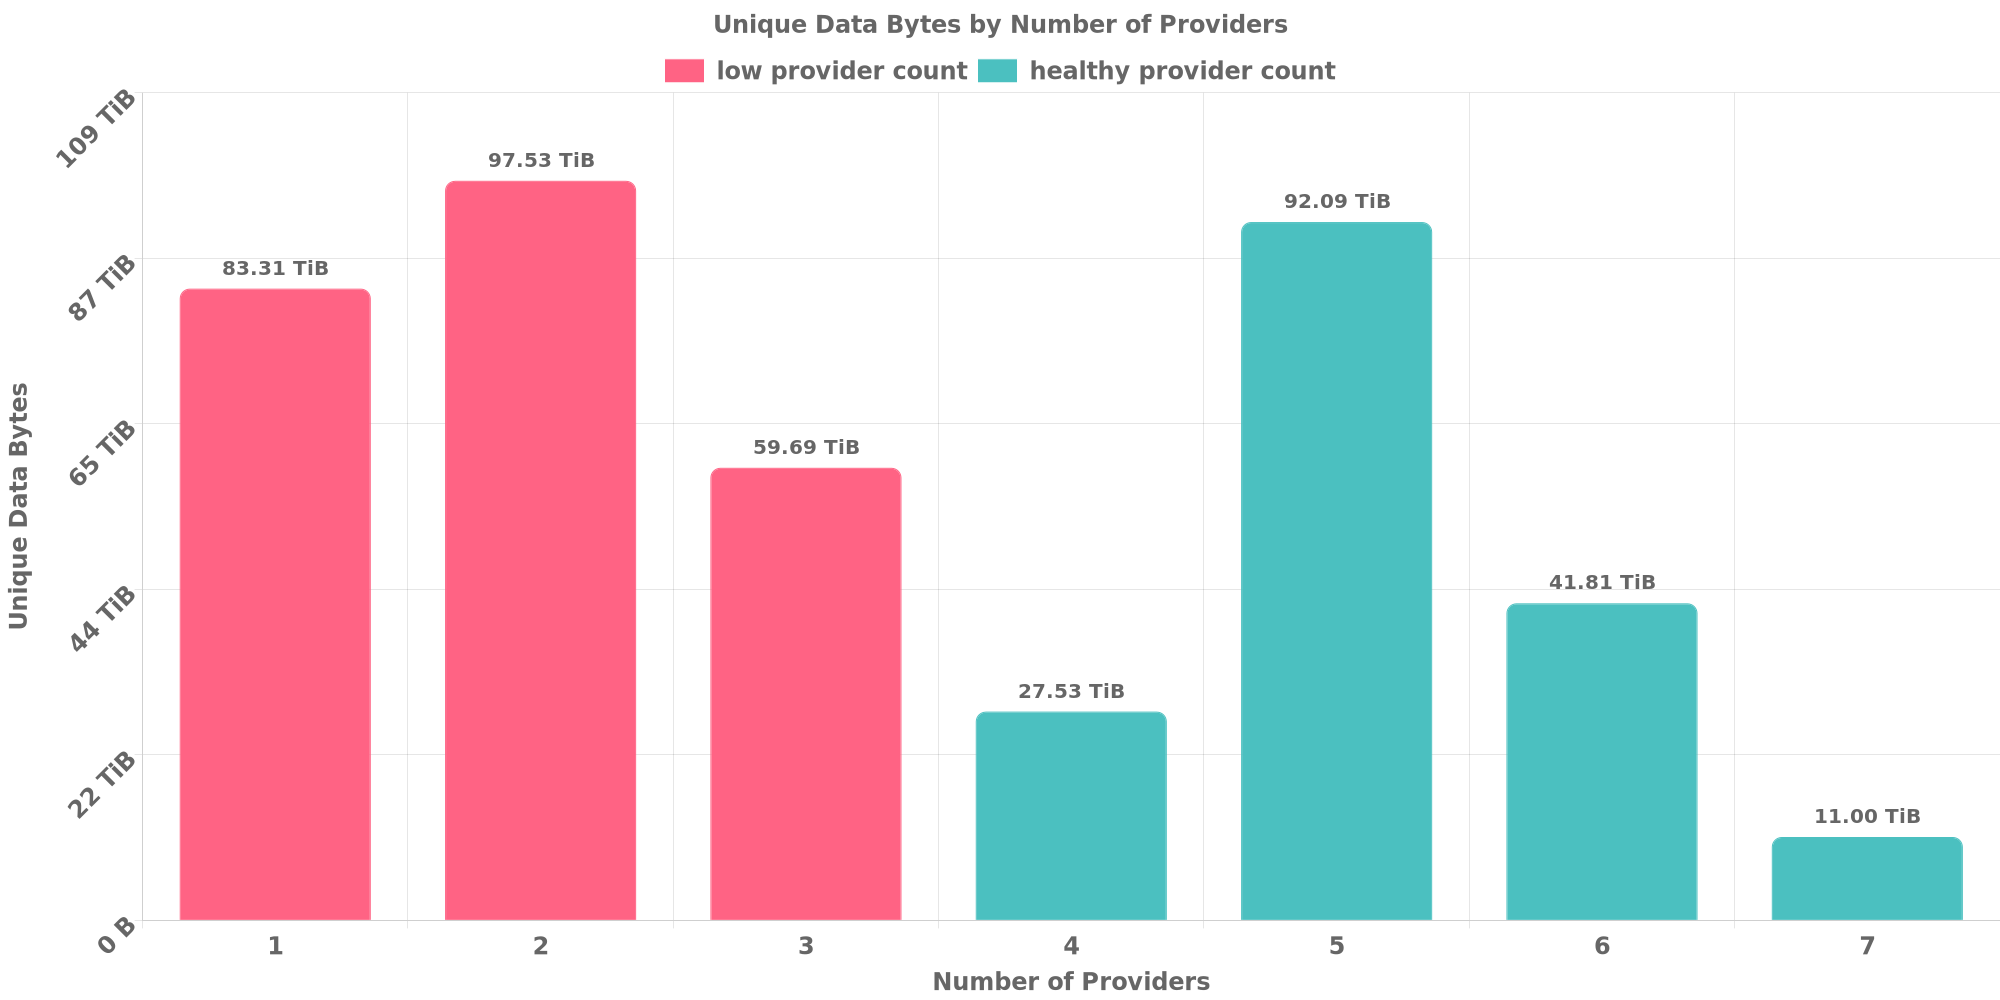 Unique Data Bytes by Number of Providers
low provider count healthy provider count
109 TiB
87 TiB
65 TiB
44 TiB
22 TiB
0 B
Unique Data Bytes
83.31 TiB
97.53 TiB
59.69 TiB
27.53 TiB
92.09 TiB
41.81 TiB
11.00 TiB
1 2 3 4 5 6 7
Number of Providers